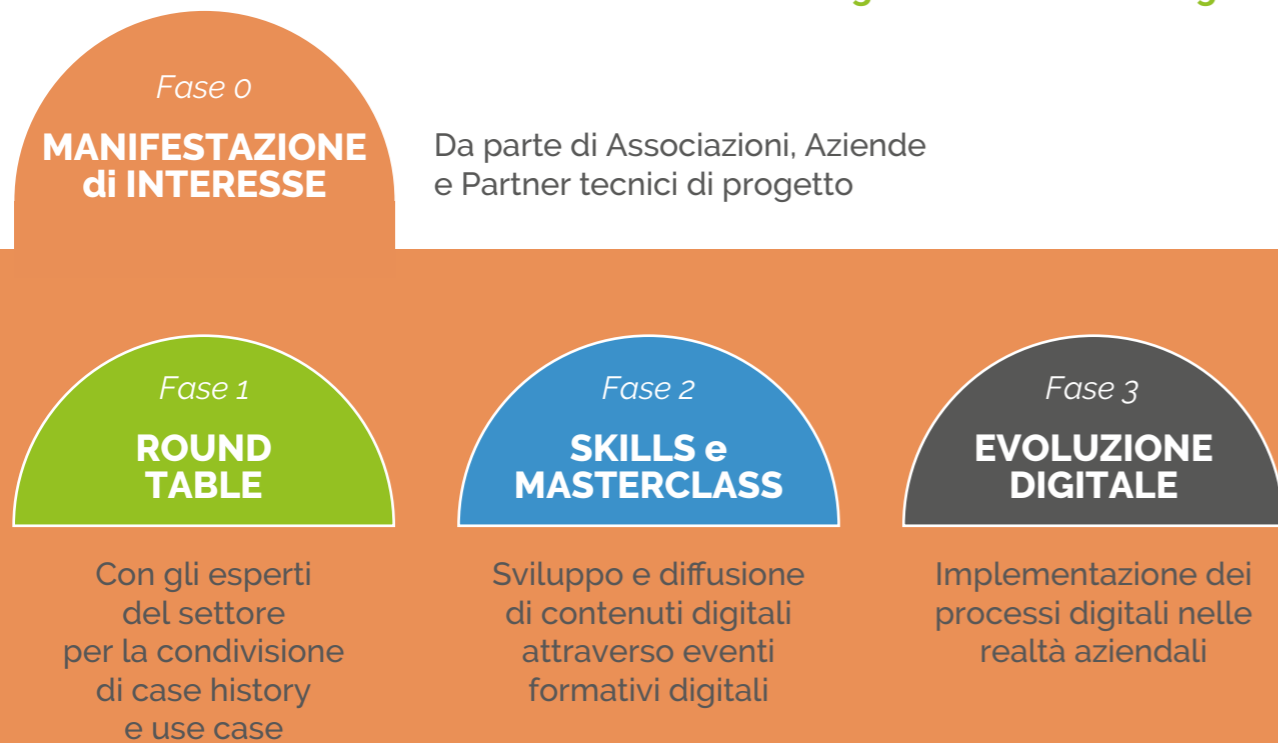 Fase 0
MANIFESTAZIONE
di INTERESSE
Da parte di Associazioni, Aziende
e Partner tecnici di progetto
Fase 1
ROUND
TABLE
Con gli esperti
del settore
per la condivisione
di case history
e use case
Fase 2
SKILLS e
MASTERCLASS
Sviluppo e diffusione
di contenuti digitali
attraverso eventi
formativi digitali
Fase 3
EVOLUZIONE
DIGITALE
Implementazione dei
processi digitali nelle
realtà aziendali